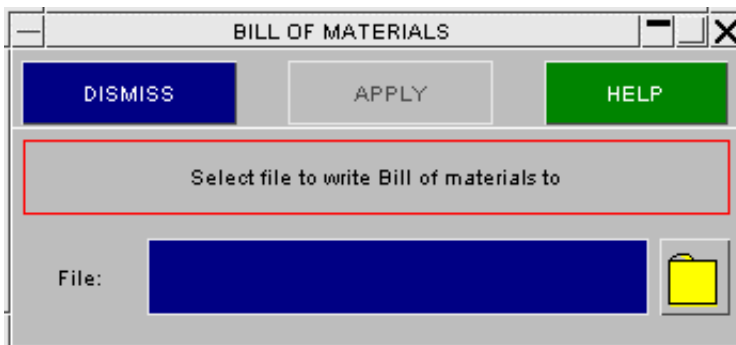 BILL OF MATERIALS
DISMISS APPLY HELP
Select file to write Bill of materials to
File: